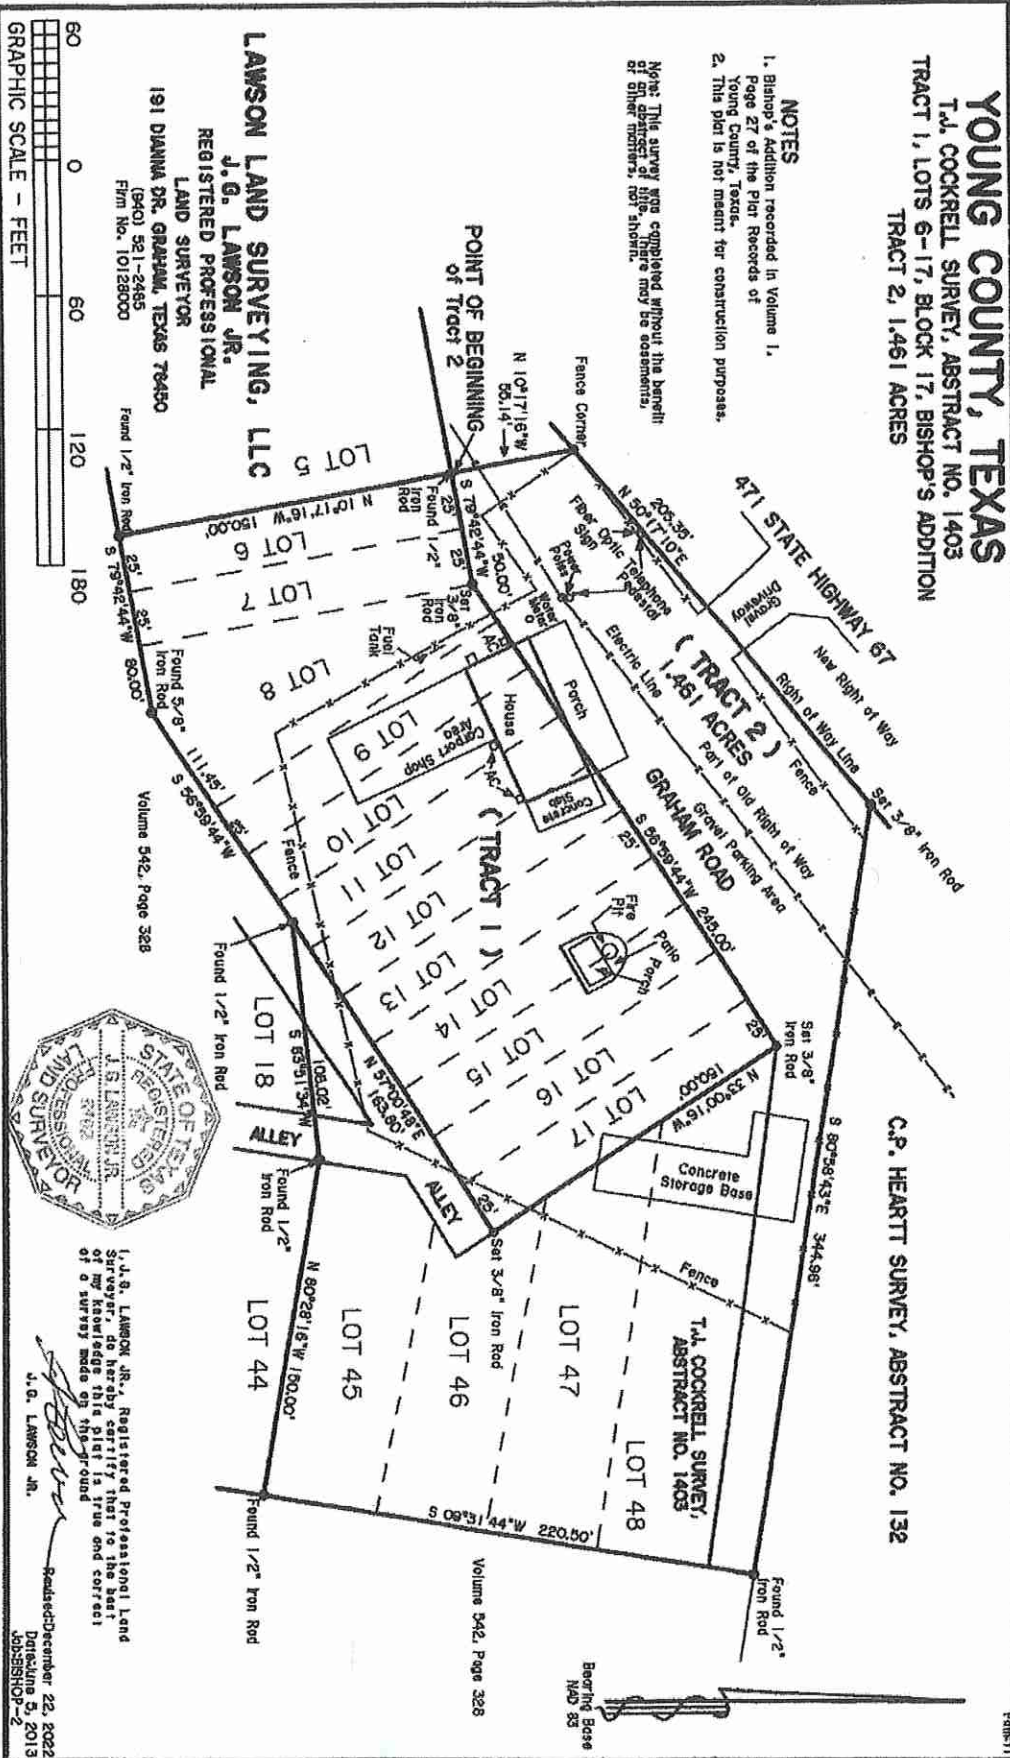 YOUNG COUNTY, TEXAS
T.J. COCKRELL SURVEY, ABSTRACT NO. 1403
TRACT 1, LOTS 6-17, BLOCK 17, BISHOP'S ADDITION
TRACT 2, 1.461 ACRES
NOTES
1. Bishop's Addition recorded in Volume 1,
Page 27 of the Plat Records of
Young County, Texas.
2. This plat is not meant for construction purposes.
Note: This survey was completed without the benefit
of an abstract of title. There may be easements,
or other matters, not shown.
471 STATE HIGHWAY 67
New Right of Way
Right of Way Line
Gravel
Driveway
Fence
Set 3/8" Iron Rod
C.P. HEARTT SURVEY, ABSTRACT NO. 132
Bearing Base
NAD 83
Fence Corner
N 50°17'10"E
205.35'
Fiber Optic
Sign
Telephone
Pedestal
Power
Poles
Electric Line
( TRACT 2 )
1.461 ACRES
Part of Old Right of Way
GRAHAM ROAD
Gravel Parking Area
S 80°58'43"E 344.96'
Found 1/2"
Iron Rod
N 10°17'16"W
55.14'
POINT OF BEGINNING
of Tract 2
S 79°42'44"W
50.00'
25'
25'
Found 1/2"
Iron
Rod
Set
3/8"
Iron
Rod
Water
Meter
AC
Porch
House
Fuel
Tank
Carport Shop
Area
AC
Concrete
Slab
S 56°59'44"W 245.00'
25'
Fire
Pit
Patio
Porch
25'
Set 3/8"
Iron Rod
N 33°00'16"W
150.00'
Concrete
Storage Base
T.J. COCKRELL SURVEY,
ABSTRACT NO. 1403
LOT 5
LOT 6
LOT 7
LOT 8
LOT 9
LOT 10
LOT 11
LOT 12
LOT 13
LOT 14
LOT 15
LOT 16
LOT 17
( TRACT 1 )
N 10°17'16"W 150.00'
Found 1/2" Iron Rod
25'
25'
S 79°42'44"W 80.00'
Found 5/8"
Iron Rod
111.45'
S 56°59'44"W
25'
Fence
Volume 542, Page 328
Found 1/2" Iron Rod
LOT 18
S 83°51'34"W
106.02'
N 57°00'48"E
163.80'
25'
Set 3/8" Iron Rod
ALLEY
ALLEY
Found 1/2"
Iron Rod
Fence
LOT 44
LOT 45
LOT 46
LOT 47
LOT 48
N 80°28'16"W 150.00'
Found 1/2" Iron Rod
S 09°31'44"W 220.50'
Volume 542, Page 328
LAWSON LAND SURVEYING, LLC
J.G. LAWSON JR.
REGISTERED PROFESSIONAL
LAND SURVEYOR
191 DIANNA DR. GRAHAM, TEXAS 76450
(940) 521-2465
Firm No. 10128000
60 0 60 120 180
GRAPHIC SCALE - FEET
STATE OF TEXAS
REGISTERED
J G LAWSON JR.
PROFESSIONAL
LAND SURVEYOR
I, J.G. LAWSON JR., Registered Professional Land
Surveyor, do hereby certify that to the best
of my knowledge this plat is true and correct
of a survey made on the ground
J.G. LAWSON JR.
Revised:December 22, 2022
Date:June 5, 2013
Job:BISHOP-2